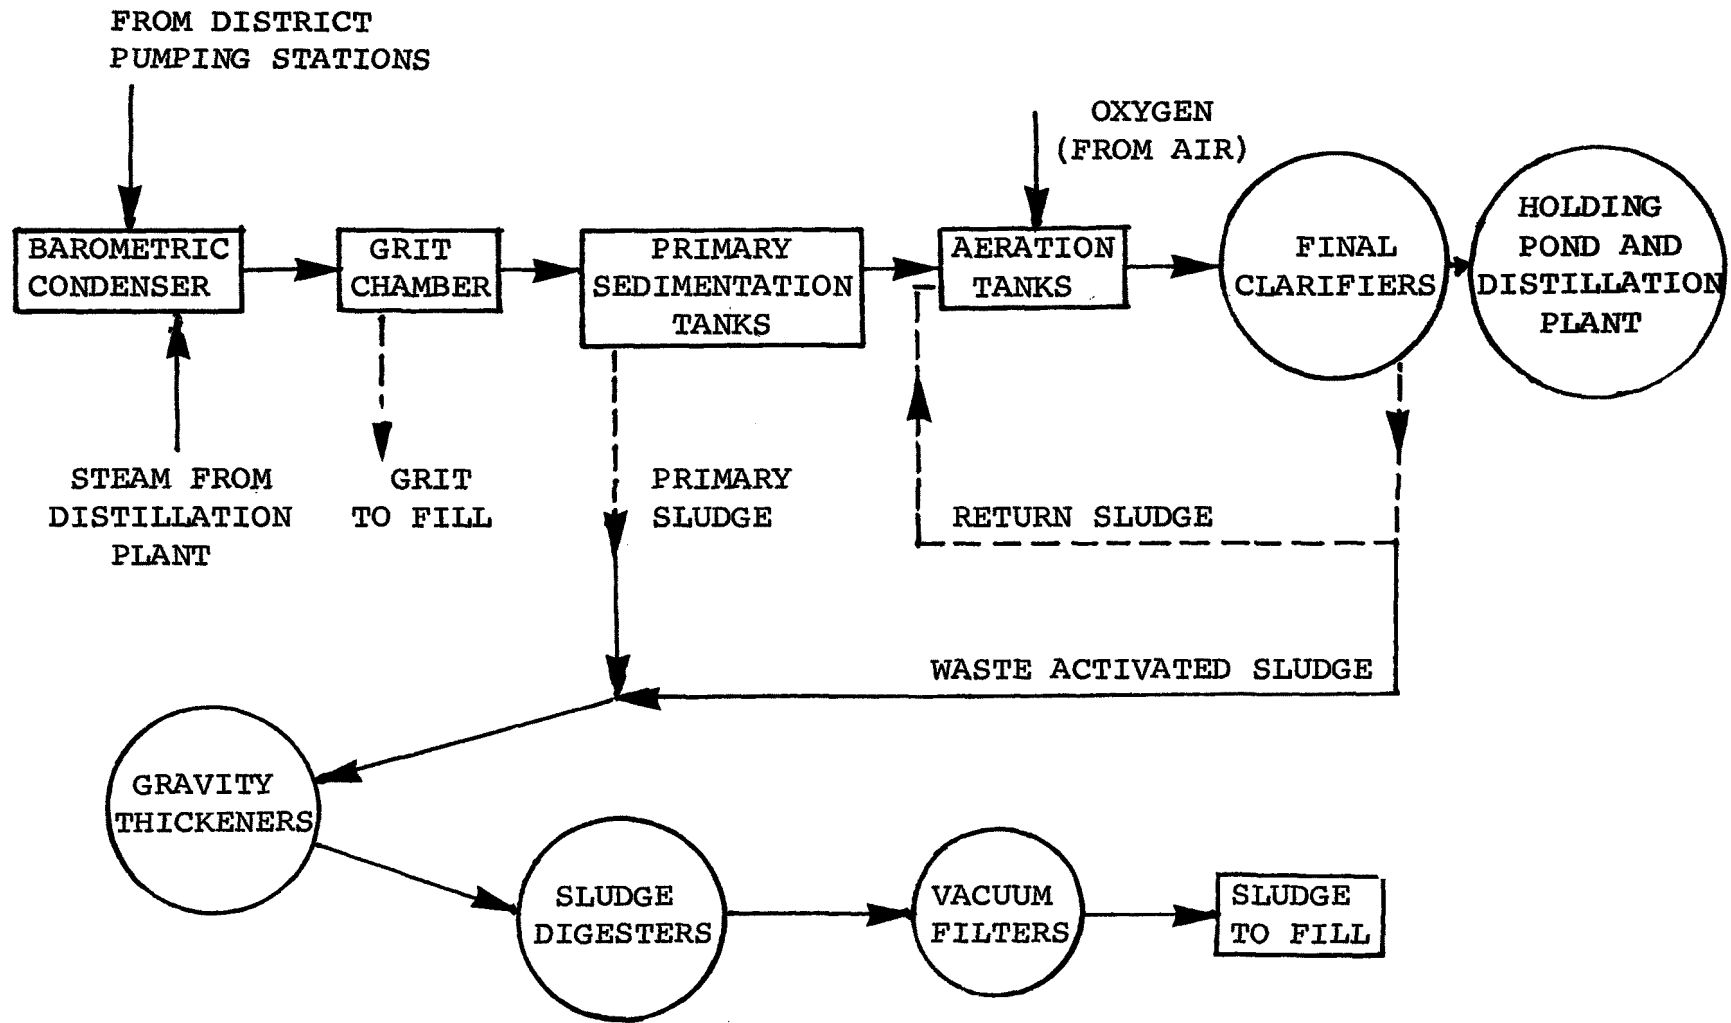 FROM DISTRICT
PUMPING STATIONS
OXYGEN
(FROM AIR)
BAROMETRIC
CONDENSER
GRIT
CHAMBER
PRIMARY
SEDIMENTATION
TANKS
AERATION
TANKS
FINAL
CLARIFIERS
HOLDING
POND AND
DISTILLATION
PLANT
STEAM FROM
DISTILLATION
PLANT
GRIT
TO FILL
PRIMARY
SLUDGE
RETURN SLUDGE
WASTE ACTIVATED SLUDGE
GRAVITY
THICKENERS
SLUDGE
DIGESTERS
VACUUM
FILTERS
SLUDGE
TO FILL